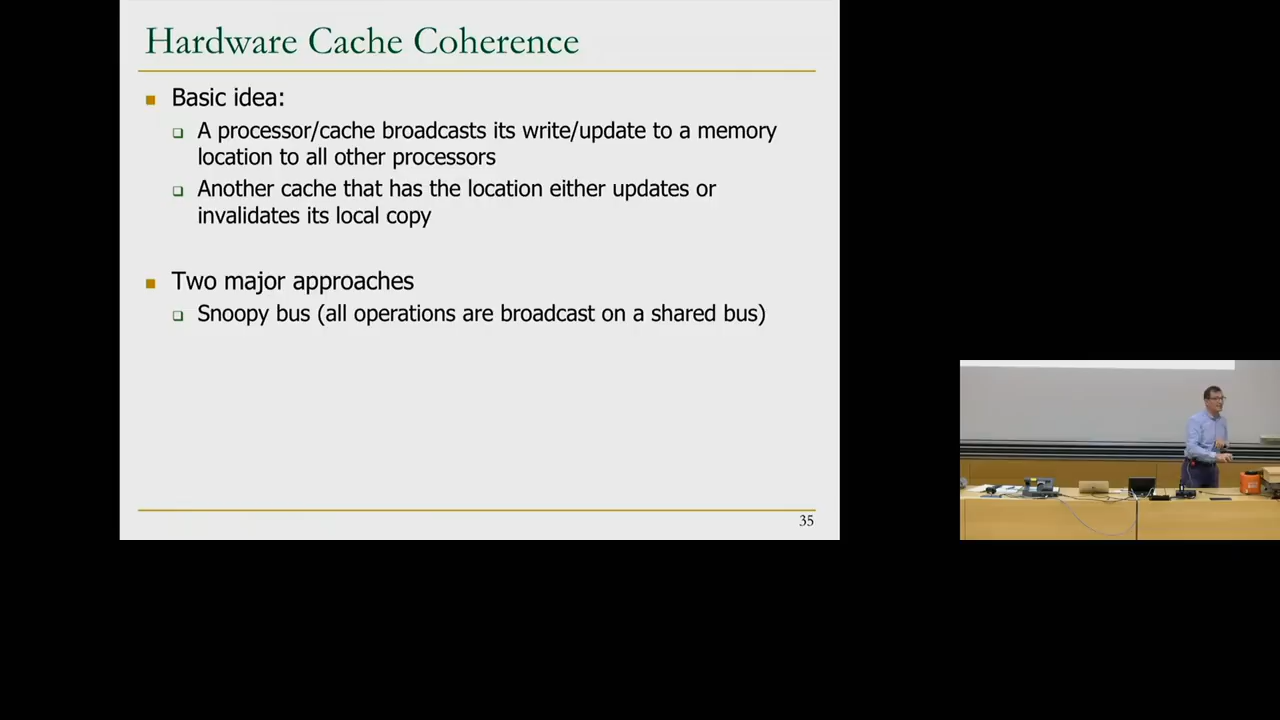 Hardware Cache Coherence
Basic idea:
A processor/cache broadcasts its write/update to a memory
location to all other processors
Another cache that has the location either updates or
invalidates its local copy
Two major approaches
Snoopy bus (all operations are broadcast on a shared bus)
35